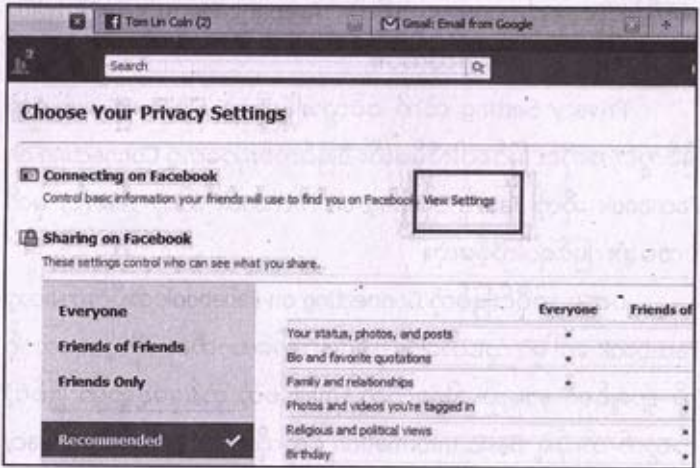 Tom Lin Coln (2)
Gmail: Email from Google
2
Search
Choose Your Privacy Settings
Connecting on Facebook
Control basic information your friends will use to find you on Facebook. View Settings
Sharing on Facebook
These settings control who can see what you share.
Everyone
Friends of Friends
Friends Only
Recommended
Everyone Friends of
Your status, photos, and posts
Bio and favorite quotations
Family and relationships
Photos and videos you're tagged in
Religious and political views
Birthday